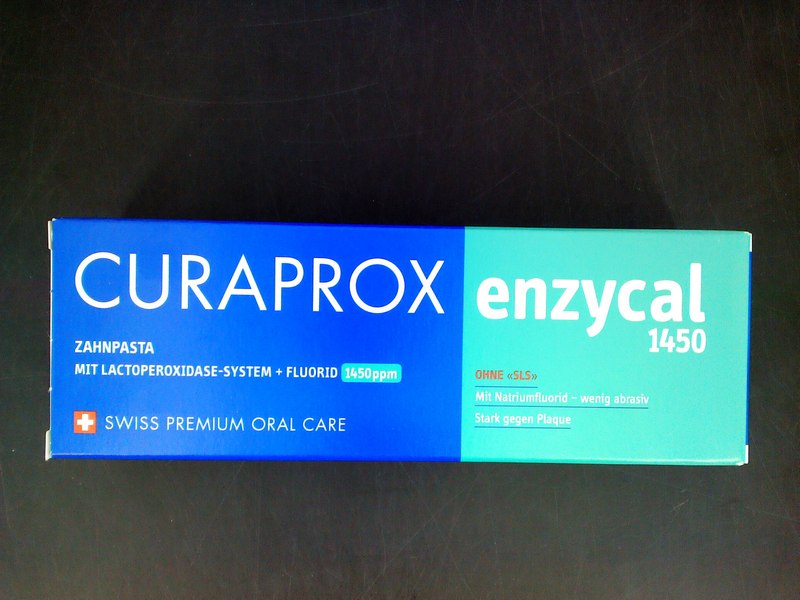 CURAPROX
ZAHNPASTA
MIT LACTOPEROXIDASE-SYSTEM + FLUORID 1450ppm
SWISS PREMIUM ORAL CARE
enzycal
1450
OHNE «SLS»
Mit Natriumfluorid – wenig abrasiv
Stark gegen Plaque